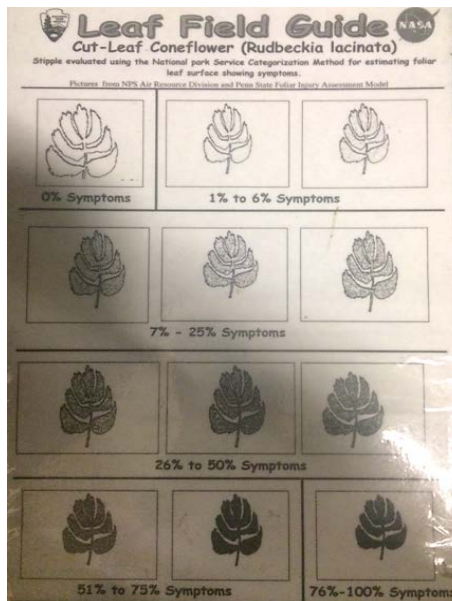 Leaf Field Guide
NASA
Cut-Leaf Coneflower (Rudbeckia lacinata)
Stipple evaluated using the National park Service Categorization Method for estimating foliar
leaf surface showing symptoms.
Pictures from NPS Air Resource Division and Penn State Foliar Injury Assessment Model
0% Symptoms
1% to 6% Symptoms
7% - 25% Symptoms
26% to 50% Symptoms
51% to 75% Symptoms
76%-100% Symptoms